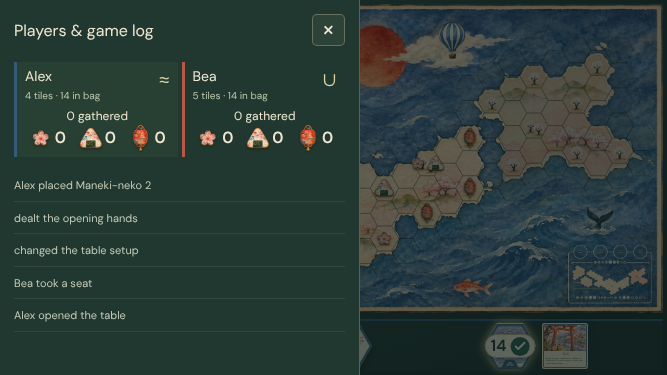 Players & game log
×
Alex
4 tiles · 14 in bag
0 gathered
0 0 0
Bea
5 tiles · 14 in bag
0 gathered
0 0 0
Alex placed Maneki-neko 2
dealt the opening hands
changed the table setup
Bea took a seat
Alex opened the table
14